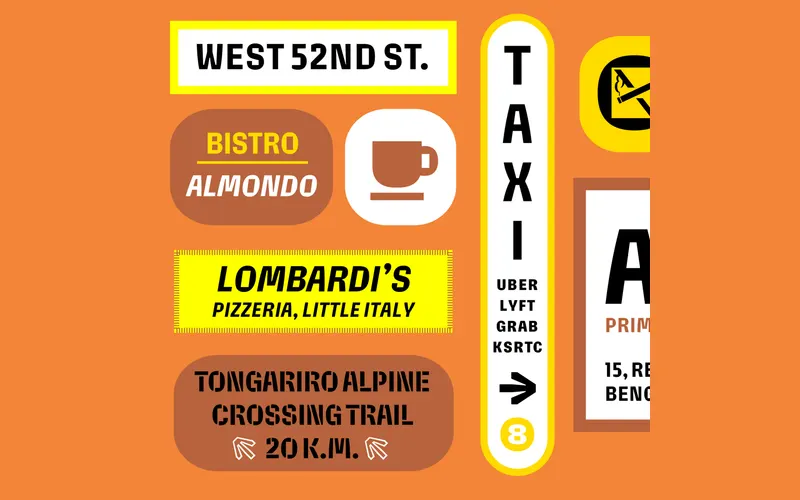 WEST 52ND ST.
BISTRO
ALMONDO
LOMBARDI’S
PIZZERIA, LITTLE ITALY
TONGARIRO ALPINE
CROSSING TRAIL
20 K.M.
T
A
X
I
UBER
LYFT
GRAB
KSRTC
8
A
15,